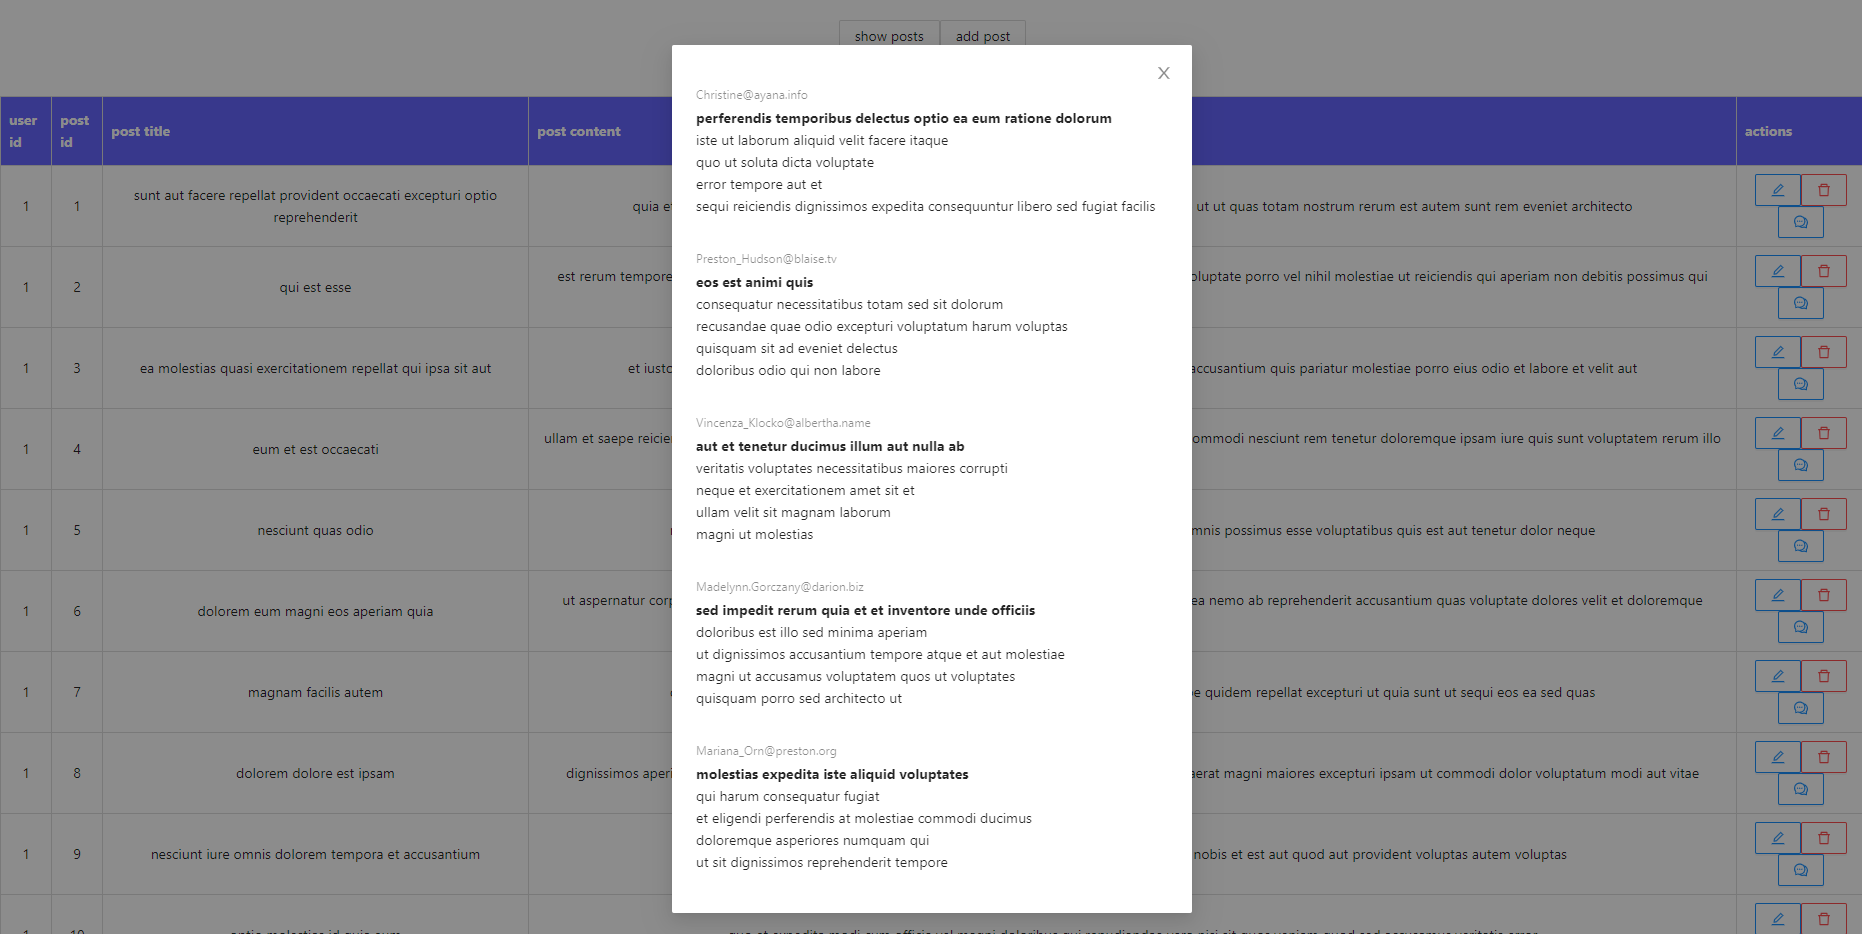 show posts
add post
user id
post id
post title
post content
actions
1
1
sunt aut facere repellat provident occaecati excepturi optio
reprehenderit
quia
ut ut quas totam nostrum rerum est autem sunt rem eveniet architecto
1
2
qui est esse
est rerum tempore
voluptate porro vel nihil molestiae ut reiciendis qui aperiam non debitis possimus qui
1
3
ea molestias quasi exercitationem repellat qui ipsa sit aut
et iusto
accusantium quis pariatur molestiae porro eius odio et labore et velit aut
1
4
eum et est occaecati
ullam et saepe
commodi nesciunt rem tenetur doloremque ipsam iure quis sunt voluptatem rerum illo
1
5
nesciunt quas odio
possimus esse voluptatibus quis est aut tenetur dolor neque
1
6
dolorem eum magni eos aperiam quia
ut aspernatur
ea nemo ab reprehenderit accusantium quas voluptate dolores velit et doloremque
1
7
magnam facilis autem
quidem repellat excepturi ut quia sunt ut sequi eos ea sed quas
1
8
dolorem dolore est ipsam
dignissimos
magni maiores excepturi ipsam ut commodi dolor voluptatum modi aut vitae
1
9
nesciunt iure omnis dolorem tempora et accusantium
nobis et est aut quod aut provident voluptas autem voluptas
X
Christine@ayana.info
perferendis temporibus delectus optio ea eum ratione dolorum
iste ut laborum aliquid velit facere itaque
quo ut soluta dicta voluptate
error tempore aut et
sequi reiciendis dignissimos expedita consequuntur libero sed fugiat facilis
Preston_Hudson@blaise.tv
eos est animi quis
consequatur necessitatibus totam sed sit dolorum
recusandae quae odio excepturi voluptatum harum voluptas
quisquam sit ad eveniet delectus
doloribus odio qui non labore
Vincenza_Klocko@albertha.name
aut et tenetur ducimus illum aut nulla ab
veritatis voluptates necessitatibus maiores corrupti
neque et exercitationem amet sit et
ullam velit sit magnam laborum
magni ut molestias
Madelynn.Gorczany@darion.biz
sed impedit rerum quia et et inventore unde officiis
doloribus est illo sed minima aperiam
ut dignissimos accusantium tempore atque et aut molestiae
magni ut accusamus voluptatem quos ut voluptates
quisquam porro sed architecto ut
Mariana_Orn@preston.org
molestias expedita iste aliquid voluptates
qui harum consequatur fugiat
et eligendi perferendis at molestiae commodi ducimus
doloremque asperiores numquam qui
ut sit dignissimos reprehenderit tempore